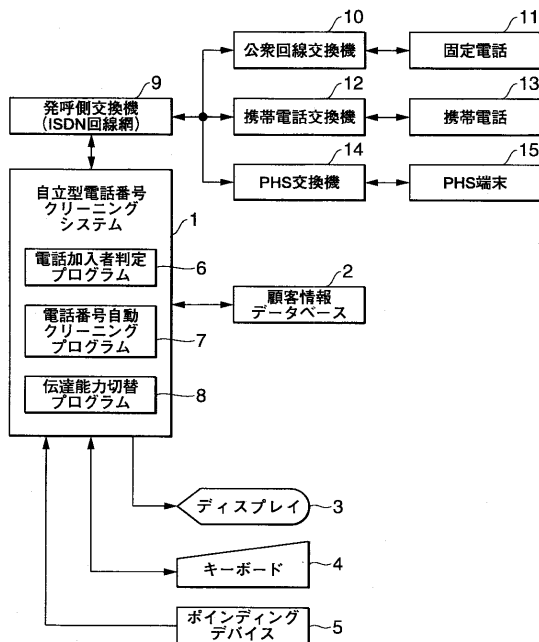 10
公衆回線交換機
11
固定電話
9
発呼側交換機
(ISDN回線網)
12
携帯電話交換機
13
携帯電話
14
PHS交換機
15
PHS端末
自立型電話番号
クリーニング
システム
1
電話加入者判定
プログラム
6
電話番号自動
クリーニング
プログラム
7
伝達能力切替
プログラム
8
2
顧客情報
データベース
ディスプレイ
3
キーボード
4
ポインディング
デバイス
5